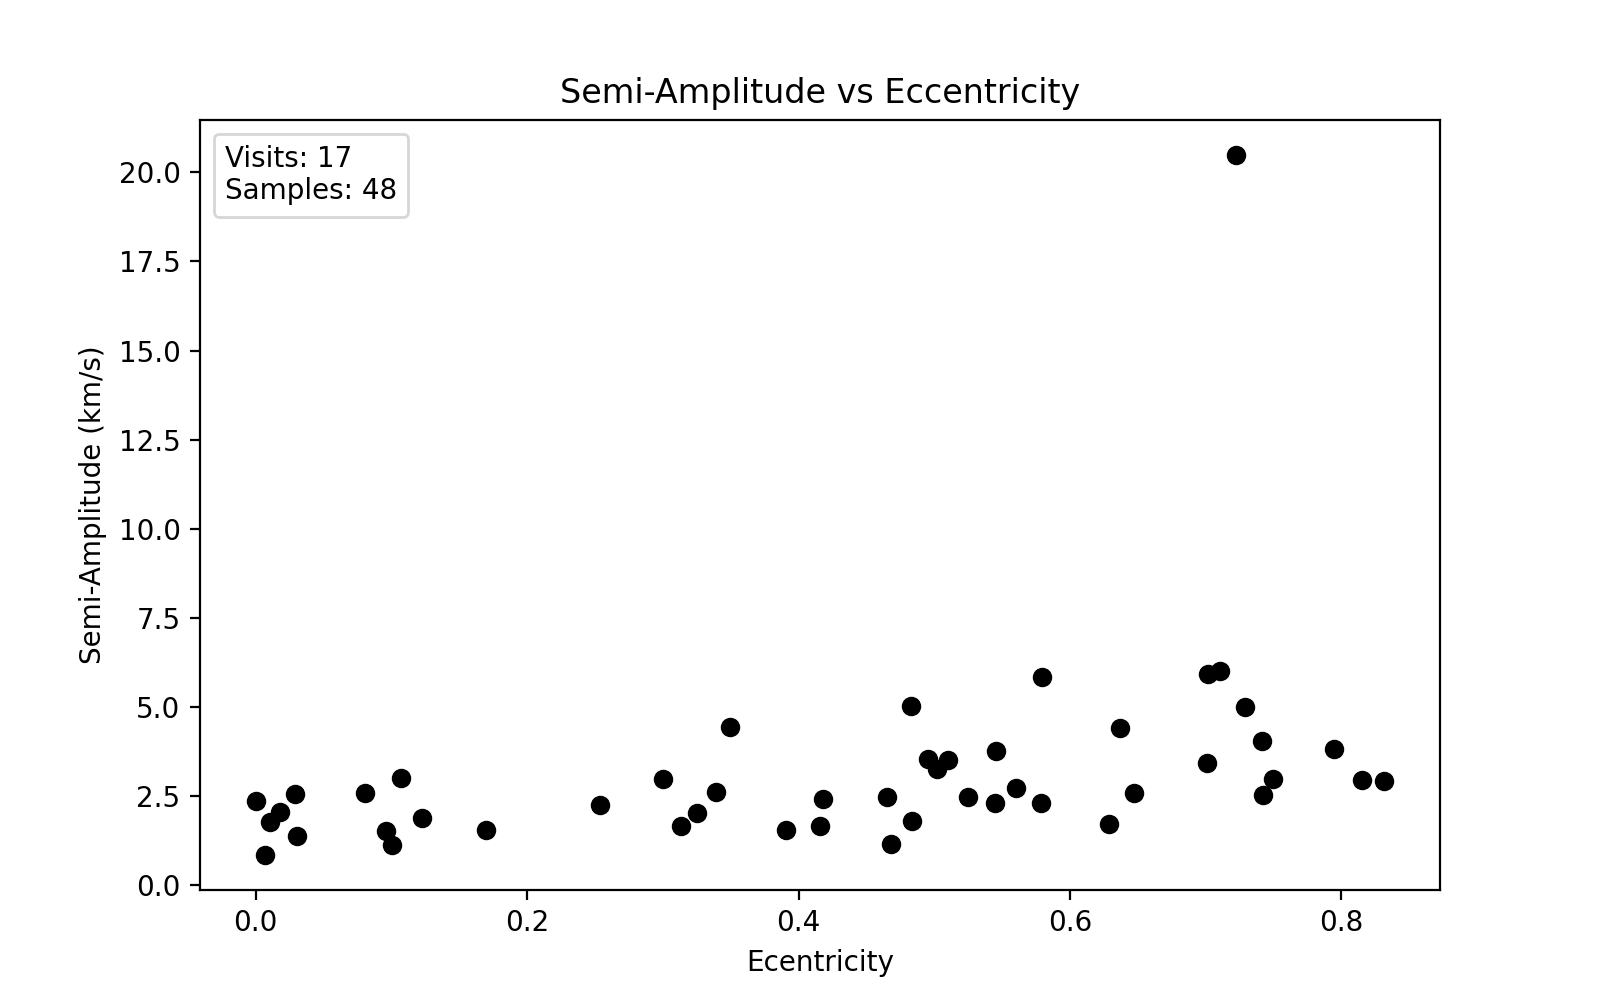 Semi-Amplitude vs Eccentricity
Visits: 17
Samples: 48
20.0
17.5
15.0
12.5
10.0
7.5
5.0
2.5
0.0
Semi-Amplitude (km/s)
0.0 0.2 0.4 0.6 0.8
Ecentricity